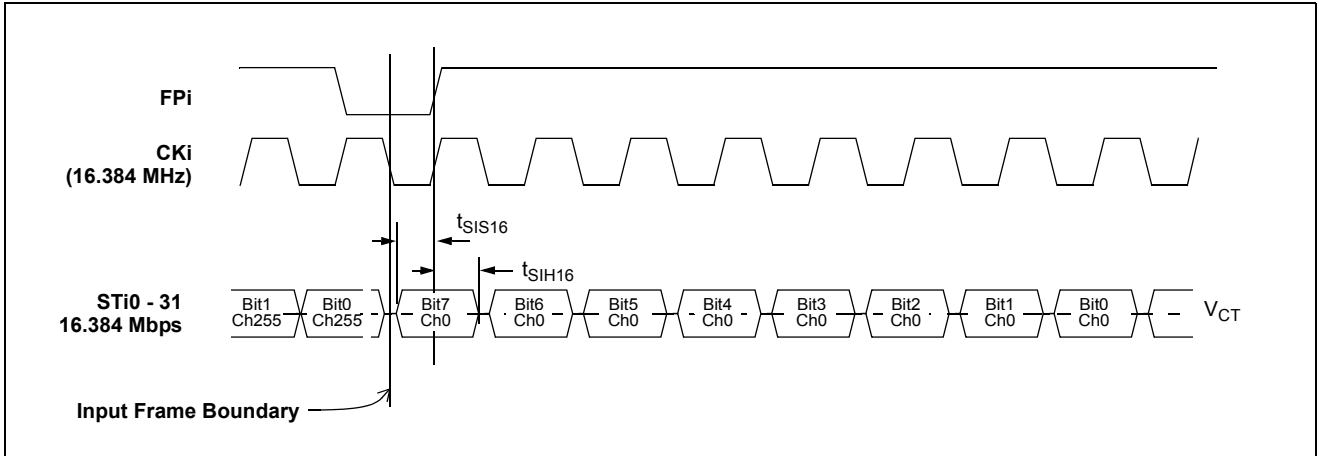 FPi
CKi
(16.384 MHz)
tSIS16
tSIH16
STi0 - 31
16.384 Mbps
Bit1 Bit0 Bit7 Bit6 Bit5 Bit4 Bit3 Bit2 Bit1 Bit0
Ch255 Ch255 Ch0 Ch0 Ch0 Ch0 Ch0 Ch0 Ch0 Ch0
VCT
Input Frame Boundary